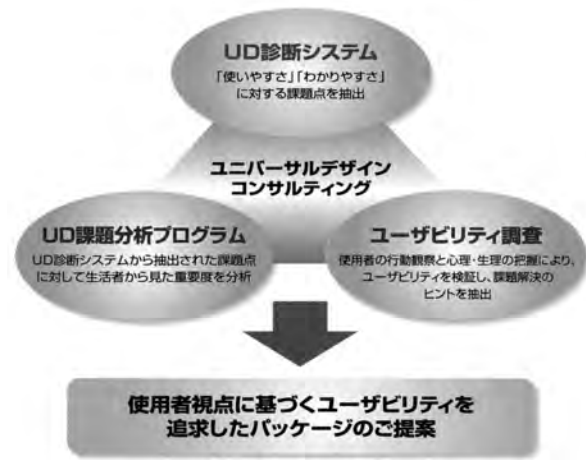 UD診断システム
「使いやすさ」「わかりやすさ」
に対する課題点を抽出
ユニバーサルデザイン
コンサルティング
UD課題分析プログラム
UD診断システムから抽出された課題点
に対して生活者から見た重要度を分析
ユーザビリティ調査
使用者の行動観察と心理・生理の把握により、
ユーザビリティを検証し、課題解決の
ヒントを抽出
使用者視点に基づくユーザビリティを
追求したパッケージのご提案